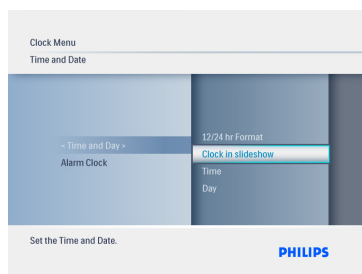 Clock Menu
Time and Date
< Time and Day >
Alarm Clock
12/24 hr Format
Clock in slideshow
Time
Day
Set the Time and Date.
PHILIPS